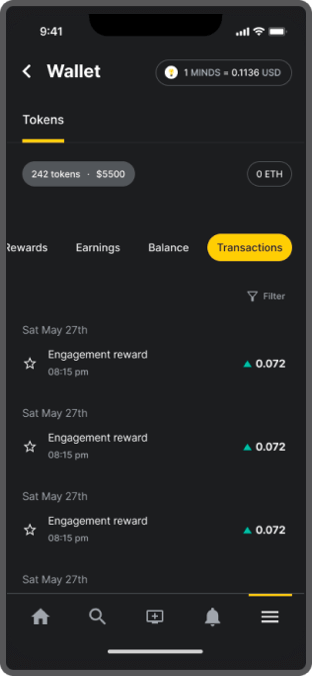 9:41
Wallet
1 MINDS = 0.1136 USD
Tokens
242 tokens · $5500
0 ETH
Rewards Earnings Balance Transactions
Filter
Sat May 27th
Engagement reward
08:15 pm
0.072
Sat May 27th
Engagement reward
08:15 pm
0.072
Sat May 27th
Engagement reward
08:15 pm
0.072
Sat May 27th